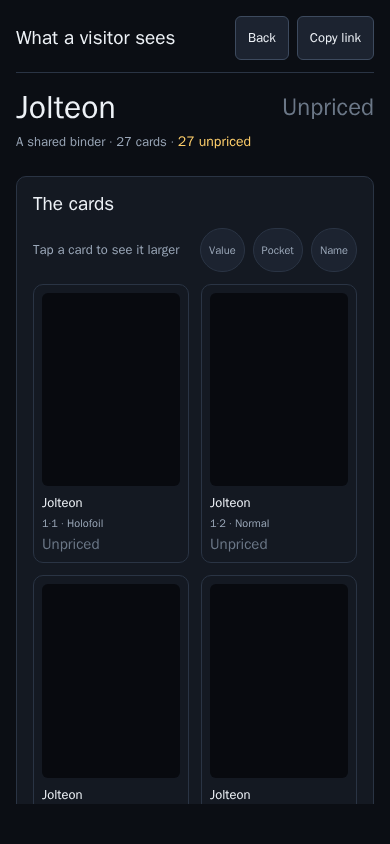 What a visitor sees
Back
Copy link
Jolteon
Unpriced
A shared binder · 27 cards · 27 unpriced
The cards
Tap a card to see it larger
Value
Pocket
Name
Jolteon
1·1 · Holofoil
Unpriced
Jolteon
1·2 · Normal
Unpriced
Jolteon
Jolteon